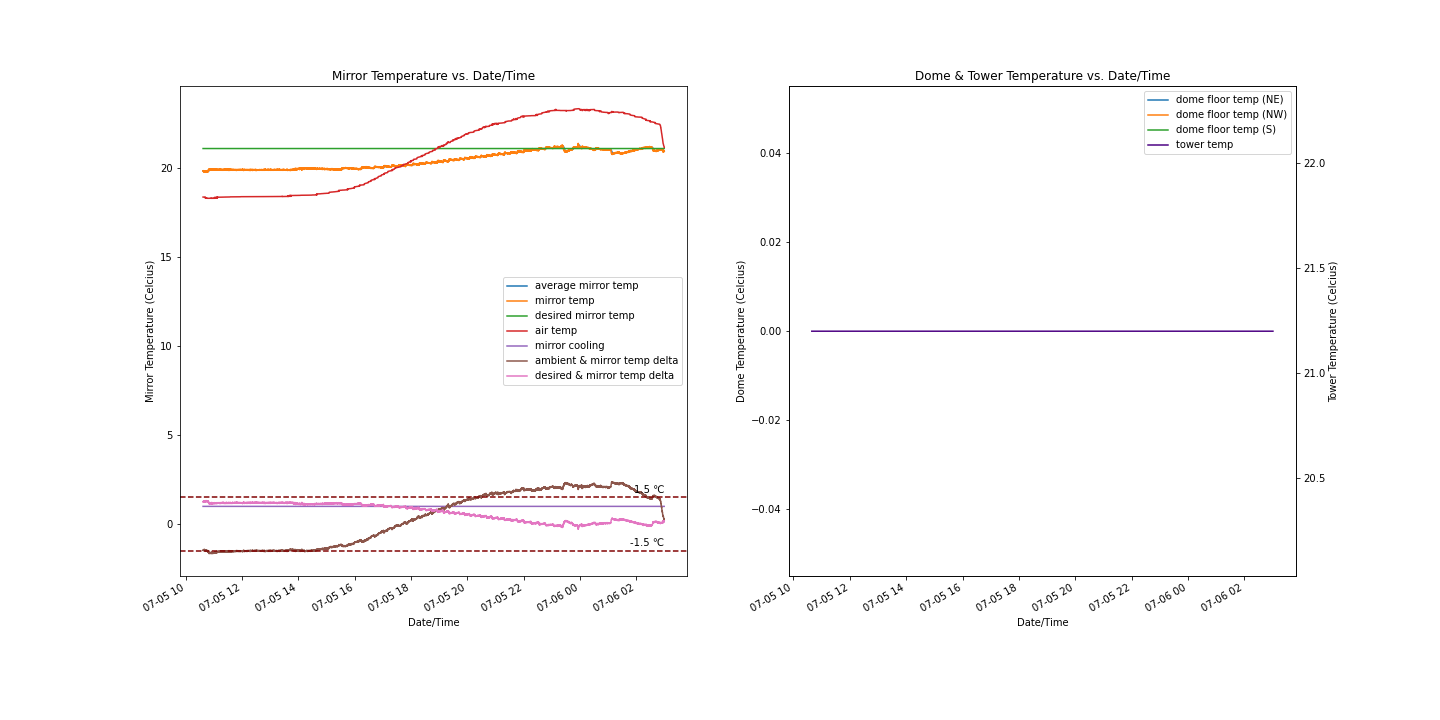 Mirror Temperature vs. Date/Time
Mirror Temperature (Celcius)
20
15
10
5
0
average mirror temp
mirror temp
desired mirror temp
air temp
mirror cooling
ambient & mirror temp delta
desired & mirror temp delta
1.5 °C
-1.5 °C
07-05 10
07-05 12
07-05 14
07-05 16
07-05 18
07-05 20
07-05 22
07-06 00
07-06 02
Date/Time
Dome & Tower Temperature vs. Date/Time
Dome Temperature (Celcius)
0.04
0.02
0.00
−0.02
−0.04
dome floor temp (NE)
dome floor temp (NW)
dome floor temp (S)
tower temp
22.0
21.5
21.0
20.5
Tower Temperature (Celcius)
07-05 10
07-05 12
07-05 14
07-05 16
07-05 18
07-05 20
07-05 22
07-06 00
07-06 02
Date/Time